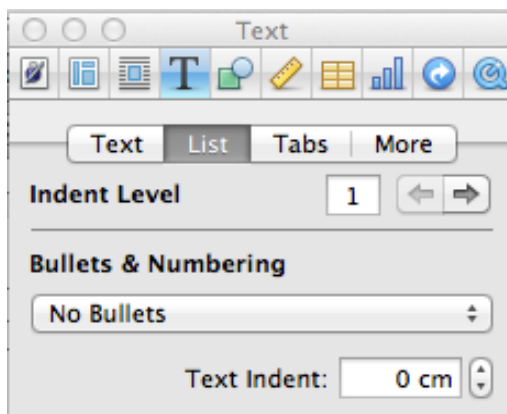 Text
T
Text List Tabs More
Indent Level 1
Bullets & Numbering
No Bullets
Text Indent: 0 cm